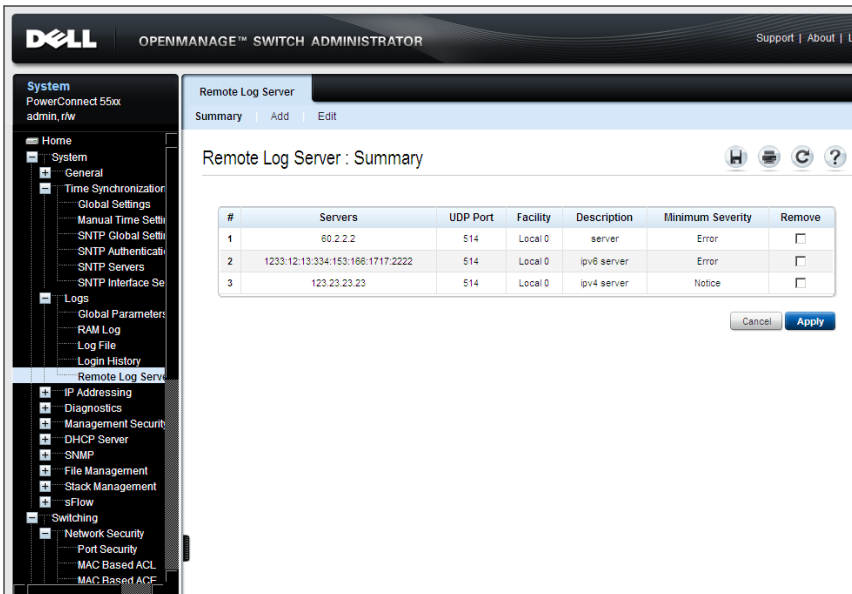 DELL
OPENMANAGE™ SWITCH ADMINISTRATOR
Support | About | L
System
PowerConnect 55xx
admin, r/w
Home
System
General
Time Synchronization
Global Settings
Manual Time Settin
SNTP Global Settin
SNTP Authenticatio
SNTP Servers
SNTP Interface Se
Logs
Global Parameters
RAM Log
Log File
Login History
Remote Log Serve
IP Addressing
Diagnostics
Management Security
DHCP Server
SNMP
File Management
Stack Management
sFlow
Switching
Network Security
Port Security
MAC Based ACL
MAC Based ACE
Remote Log Server
Summary | Add | Edit
Remote Log Server : Summary
# Servers UDP Port Facility Description Minimum Severity Remove
1 60.2.2.2 514 Local 0 server Error
2 1233:12:13:334:153:166:1717:2222 514 Local 0 ipv6 server Error
3 123.23.23.23 514 Local 0 ipv4 server Notice
Cancel Apply